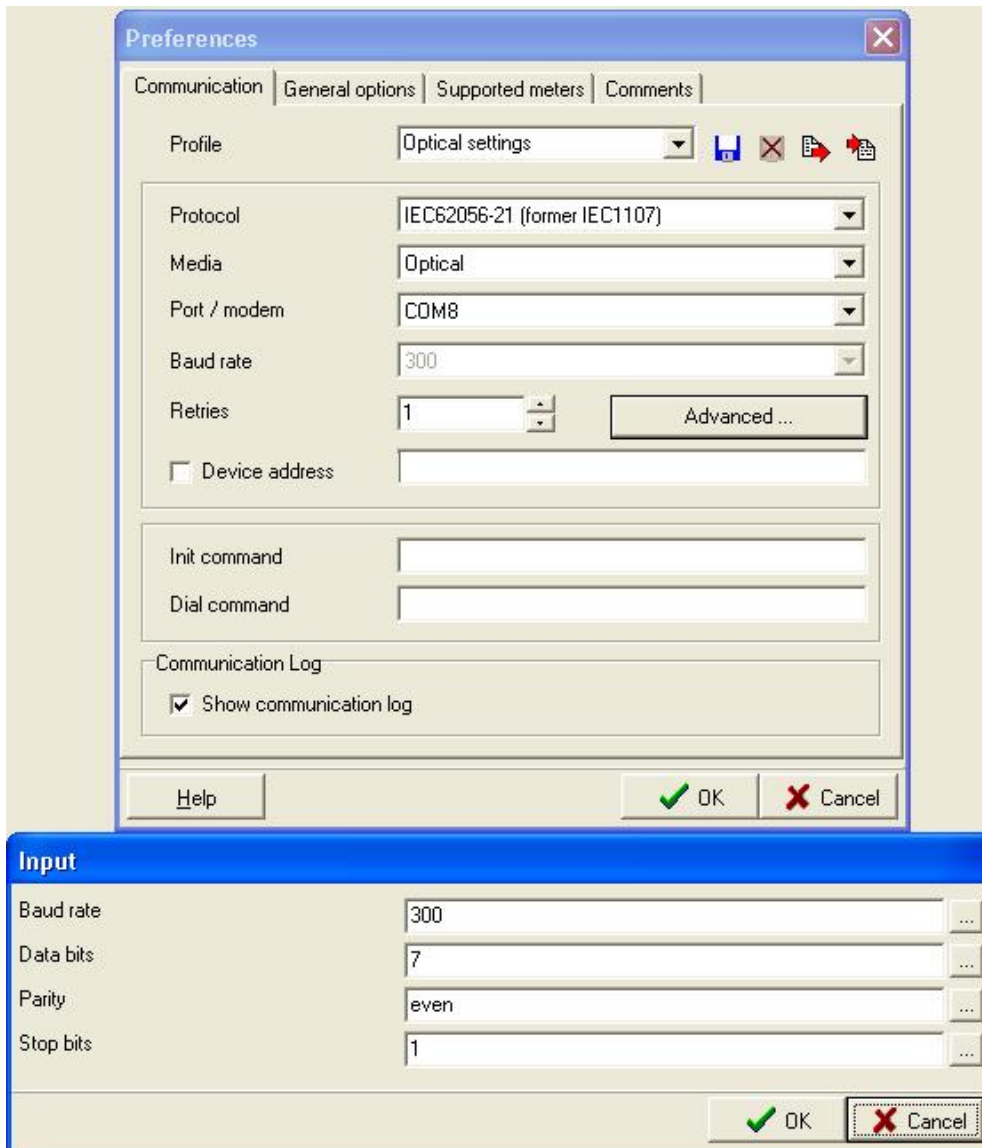 Preferences
Communication General options Supported meters Comments
Profile Optical settings
Protocol IEC62056-21 (former IEC1107)
Media Optical
Port / modem COM8
Baud rate 300
Retries 1 Advanced ...
Device address
Init command
Dial command
Communication Log
Show communication log
Help OK Cancel
Input
Baud rate 300 ...
Data bits 7 ...
Parity even ...
Stop bits 1 ...
OK Cancel